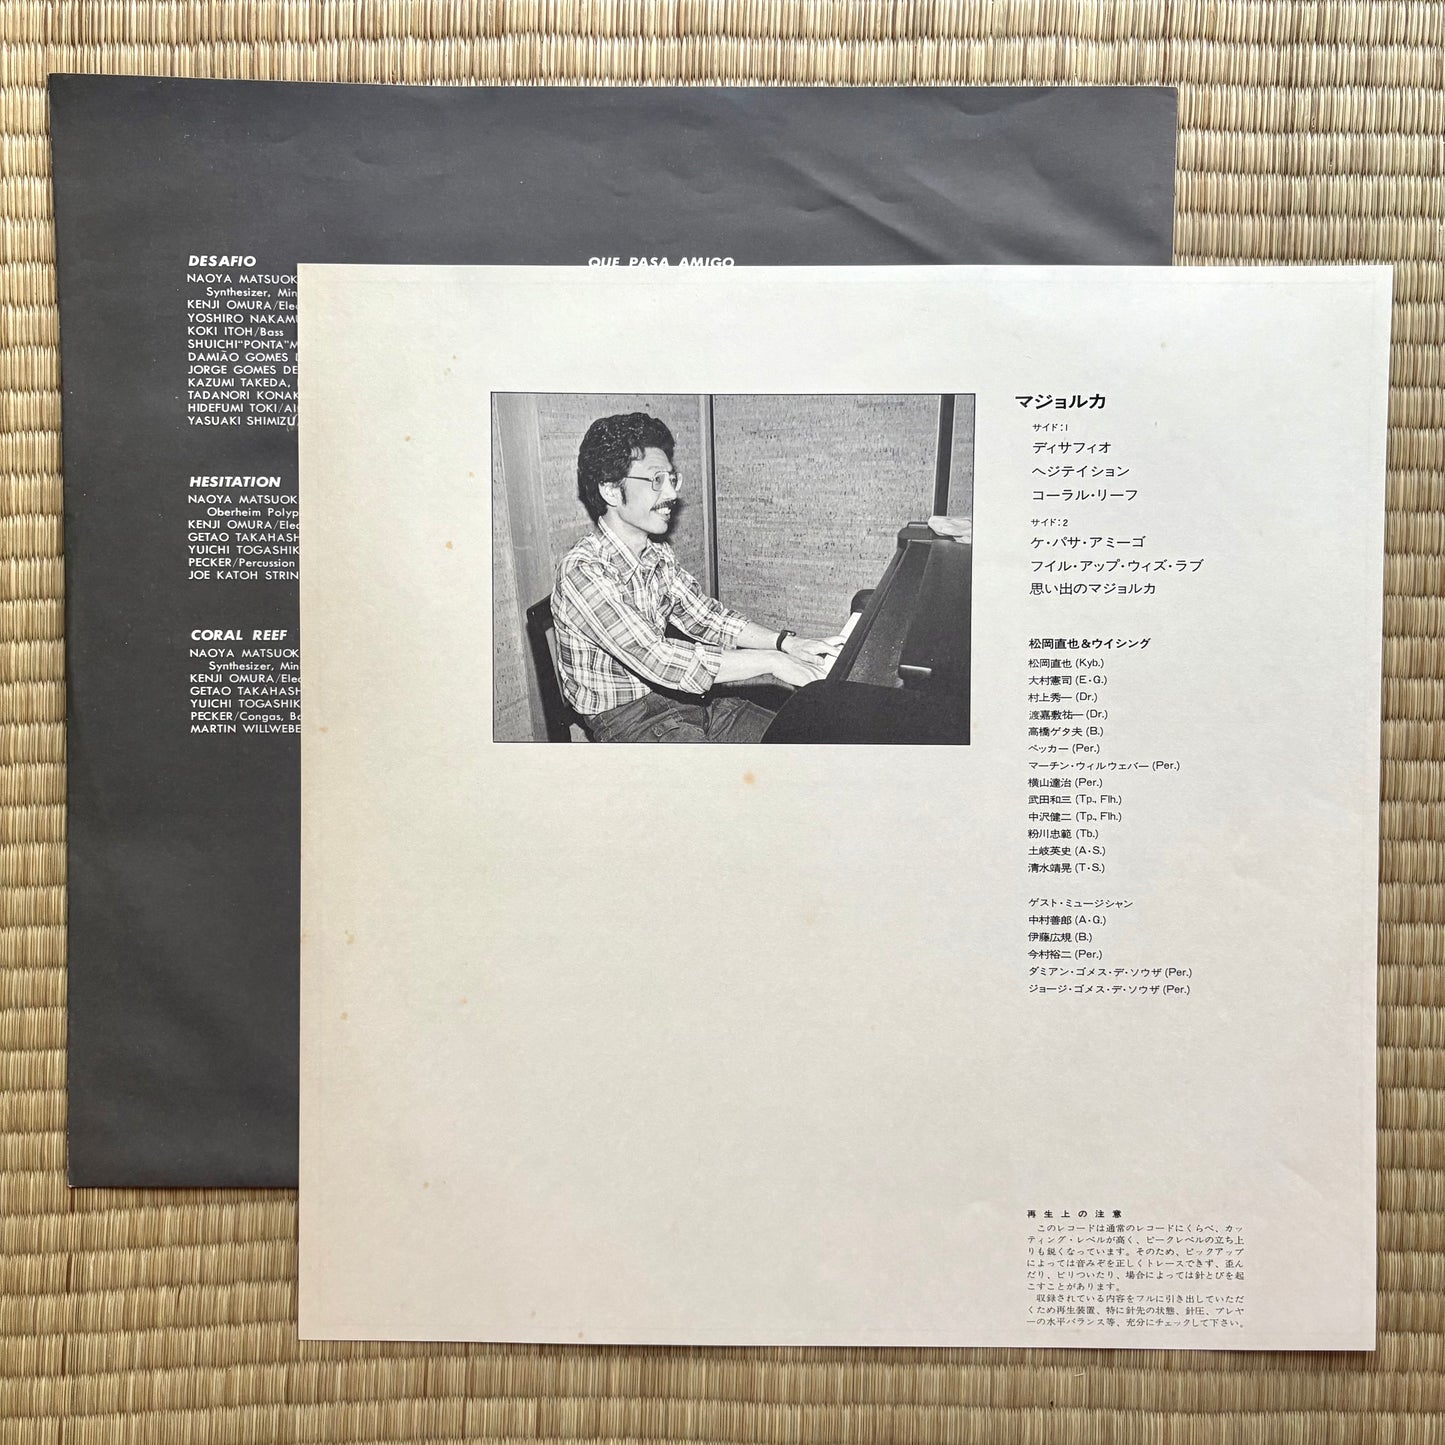 DESAFIO
NAOYA MATSUOK
Synthesizer, Min
KENJI OMURA/Elec
YOSHIRO NAKAMU
KOKI ITOH/Bass
SHUICHI"PONTA"M
DAMIÃO GOMES D
JORGE GOMES DE
KAZUMI TAKEDA,
TADANORI KONAK
HIDEFUMI TOKI/Al
YASUAKI SHIMIZU
HESITATION
NAOYA MATSUOK
Oberheim Polyp
KENJI OMURA/Elec
GETAO TAKAHASH
YUICHI TOGASHIK
PECKER/Percussion
JOE KATOH STRIN
CORAL REEF
NAOYA MATSUOK
Synthesizer, Min
KENJI OMURA/Elec
GETAO TAKAHASH
YUICHI TOGASHIK
PECKER/Congas, Bo
MARTIN WILLWEBE
QUE PASA AMIGO
マジョルカ
サイド:1
ディサフィオ
ヘジテイション
コーラル・リーフ
サイド:2
ケ・パサ・アミーゴ
フイル・アップ・ウィズ・ラブ
思い出のマジョルカ
松岡直也&ウイシング
松岡直也 (Kyb.)
大村憲司 (E・G.)
村上秀一 (Dr.)
渡嘉敷祐一 (Dr.)
高橋ゲタ夫 (B.)
ペッカー (Per.)
マーチン・ウィルウェバー (Per.)
横山達治 (Per.)
武田和三 (Tp., Flh.)
中沢健二 (Tp., Flh.)
粉川忠範 (Tb.)
土岐英史 (A・S.)
清水靖晃 (T・S.)
ゲスト・ミュージシャン
中村善郎 (A・G.)
伊藤広規 (B.)
今村裕二 (Per.)
ダミアン・ゴメス・デ・ソウザ (Per.)
ジョージ・ゴメス・デ・ソウザ (Per.)
再生上の注意
このレコードは通常のレコードにくらべ、カッ
ティング・レベルが高く、ピークレベルの立ち上
りも鋭くなっています。そのため、ピックアップ
によっては音みぞを正しくトレースできず、歪ん
だり、ビリついたり、場合によっては針とびを起
こすことがあります。
収録されている内容をフルに引き出していただ
くため再生装置、特に針先の状態、針圧、プレヤ
ーの水平バランス等、充分にチェックして下さい。